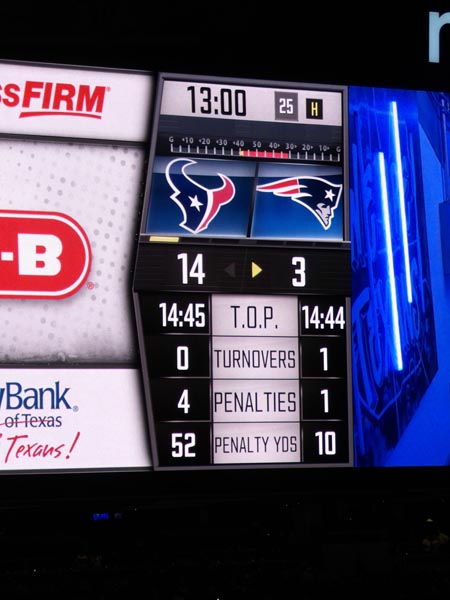 ssFIRM®
13:00 25 H
G +10 +20 -30 +40 50 40+ 30- 20+ 10+ G
-B®
14 3
14:45 T.O.P. 14:44
0 TURNOVERS 1
4 PENALTIES 1
52 PENALTY YDS 10
yBank®
of Texas
Texans!